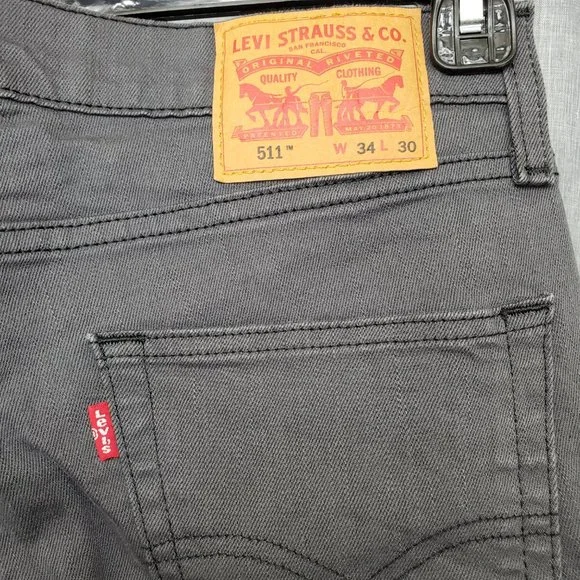 LEVI STRAUSS & CO.
SAN FRANCISCO
CAL.
ORIGINAL RIVETED
QUALITY CLOTHING
PATENTED MAY 20 1873
511™ W 34 L 30
Levi's